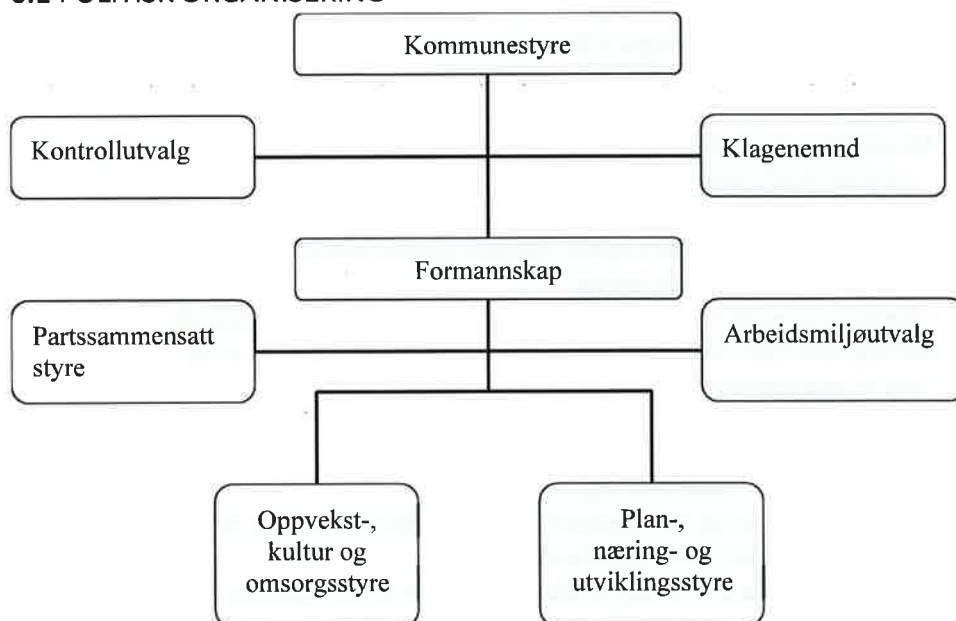 Kommunestyre
Kontrollutvalg
Klagenemnd
Formannskap
Partssammensatt
styre
Arbeidsmiljøutvalg
Oppvekst-,
kultur og
omsorgsstyre
Plan-,
næring- og
utviklingsstyre